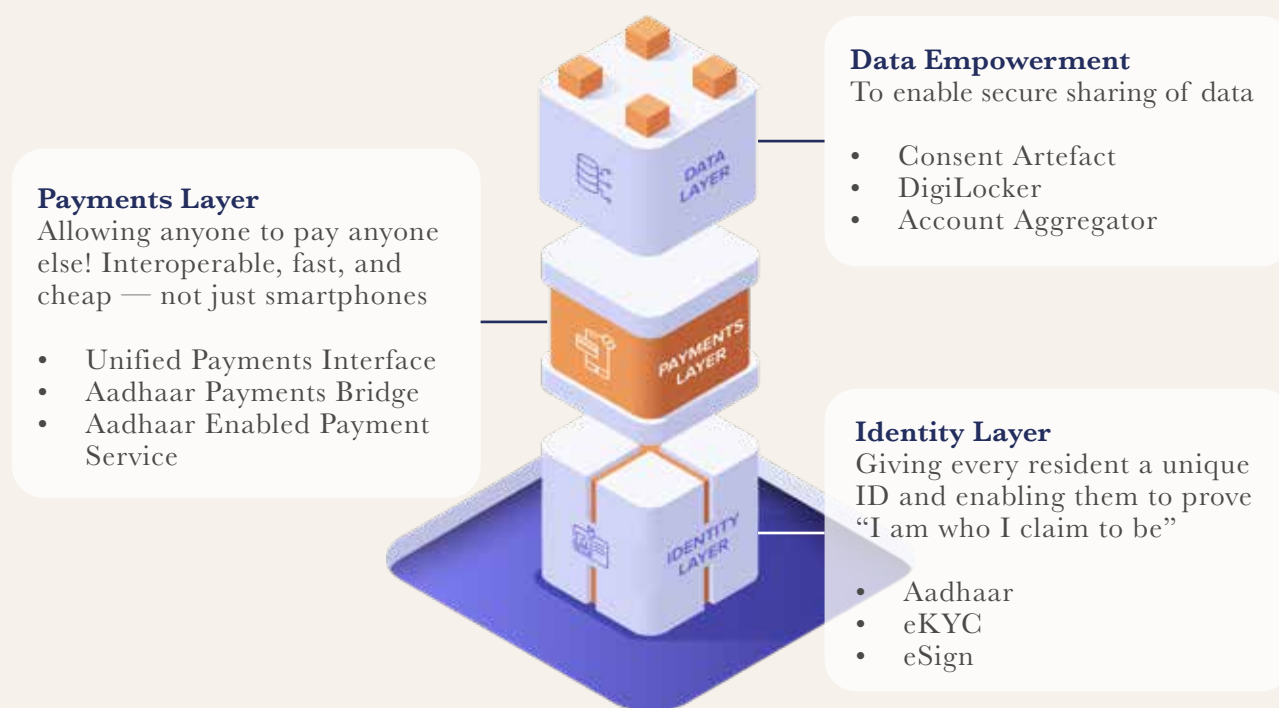 Data Empowerment
To enable secure sharing of data
• Consent Artefact
• DigiLocker
• Account Aggregator
DATA
LAYER
Payments Layer
Allowing anyone to pay anyone
else! Interoperable, fast, and
cheap — not just smartphones
• Unified Payments Interface
• Aadhaar Payments Bridge
• Aadhaar Enabled Payment
Service
PAYMENTS
LAYER
Identity Layer
Giving every resident a unique
ID and enabling them to prove
“I am who I claim to be”
• Aadhaar
• eKYC
• eSign
IDENTITY
LAYER